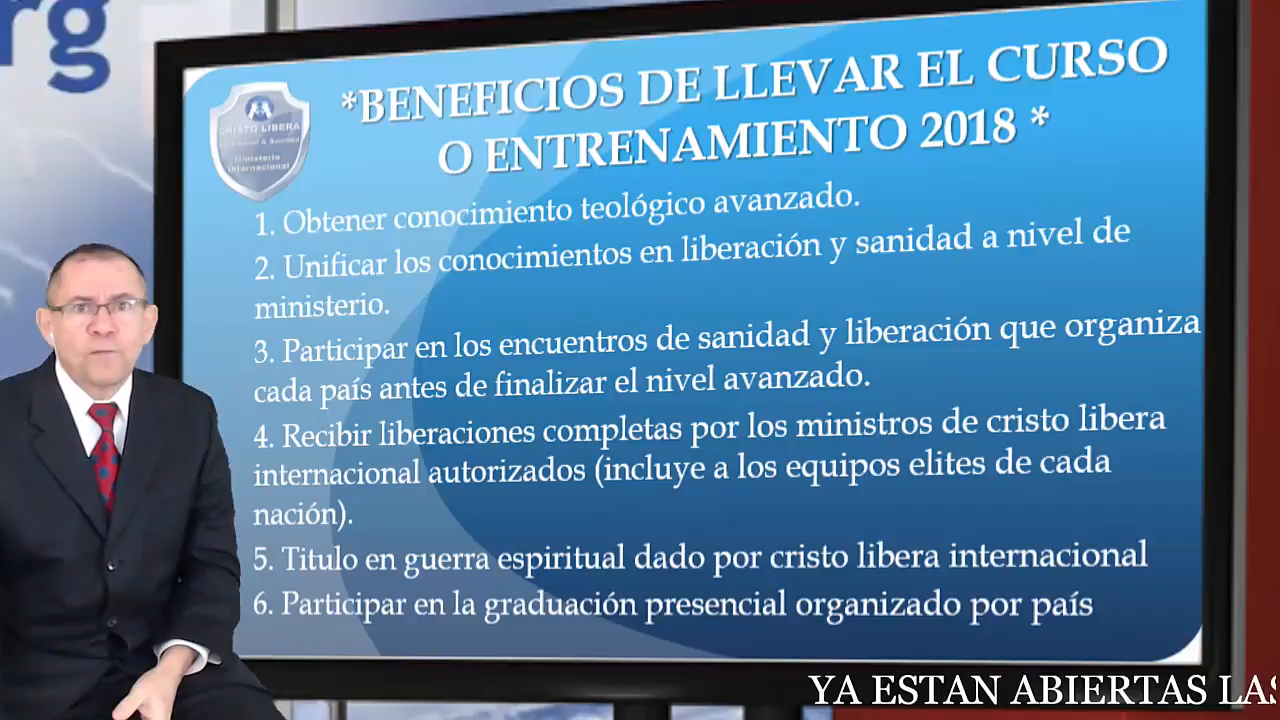 rg
CRISTO LIBERA
Ministerio
Internacional
*BENEFICIOS DE LLEVAR EL CURSO
O ENTRENAMIENTO 2018 *
1. Obtener conocimiento teológico avanzado.
2. Unificar los conocimientos en liberación y sanidad a nivel de
ministerio.
3. Participar en los encuentros de sanidad y liberación que organiza
cada país antes de finalizar el nivel avanzado.
4. Recibir liberaciones completas por los ministros de cristo libera
internacional autorizados (incluye a los equipos elites de cada
nación).
5. Titulo en guerra espiritual dado por cristo libera internacional
6. Participar en la graduación presencial organizado por país
YA ESTAN ABIERTAS LAS